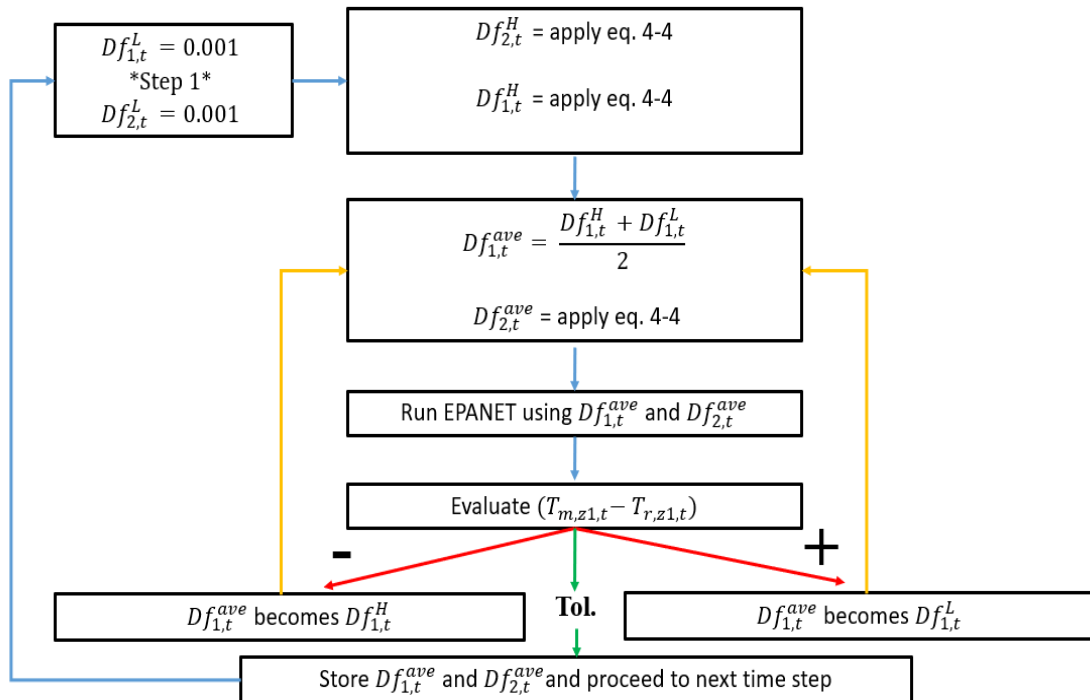 $Df_{1,t}^{L} = 0.001$
*Step 1*
$Df_{2,t}^{L} = 0.001$
$Df_{2,t}^{H}$ = apply eq. 4-4
$Df_{1,t}^{H}$ = apply eq. 4-4
$Df_{1,t}^{ave} = \frac{Df_{1,t}^{H} + Df_{1,t}^{L}}{2}$
$Df_{2,t}^{ave}$ = apply eq. 4-4
Run EPANET using $Df_{1,t}^{ave}$ and $Df_{2,t}^{ave}$
Evaluate $(T_{m,z1,t} - T_{r,z1,t})$
-
+
Tol.
$Df_{1,t}^{ave}$ becomes $Df_{1,t}^{H}$
$Df_{1,t}^{ave}$ becomes $Df_{1,t}^{L}$
Store $Df_{1,t}^{ave}$ and $Df_{2,t}^{ave}$ and proceed to next time step